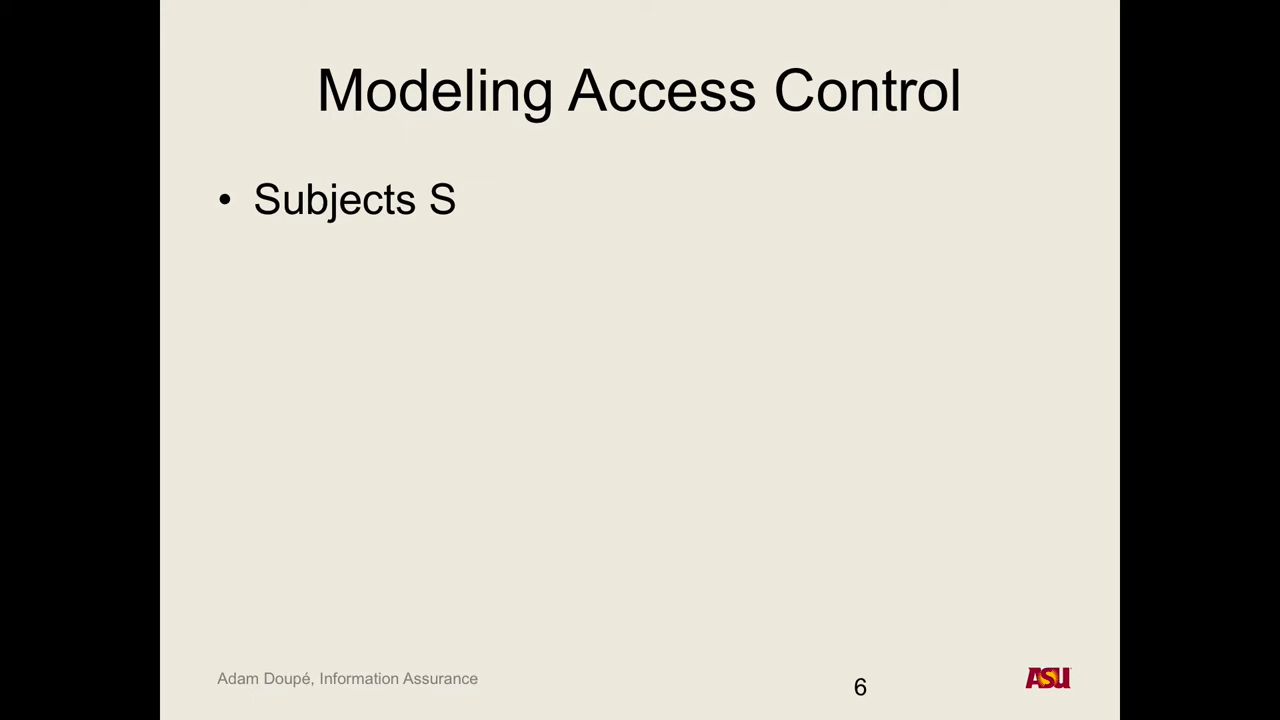 Modeling Access Control
• Subjects S
Adam Doupé, Information Assurance
6
ASU